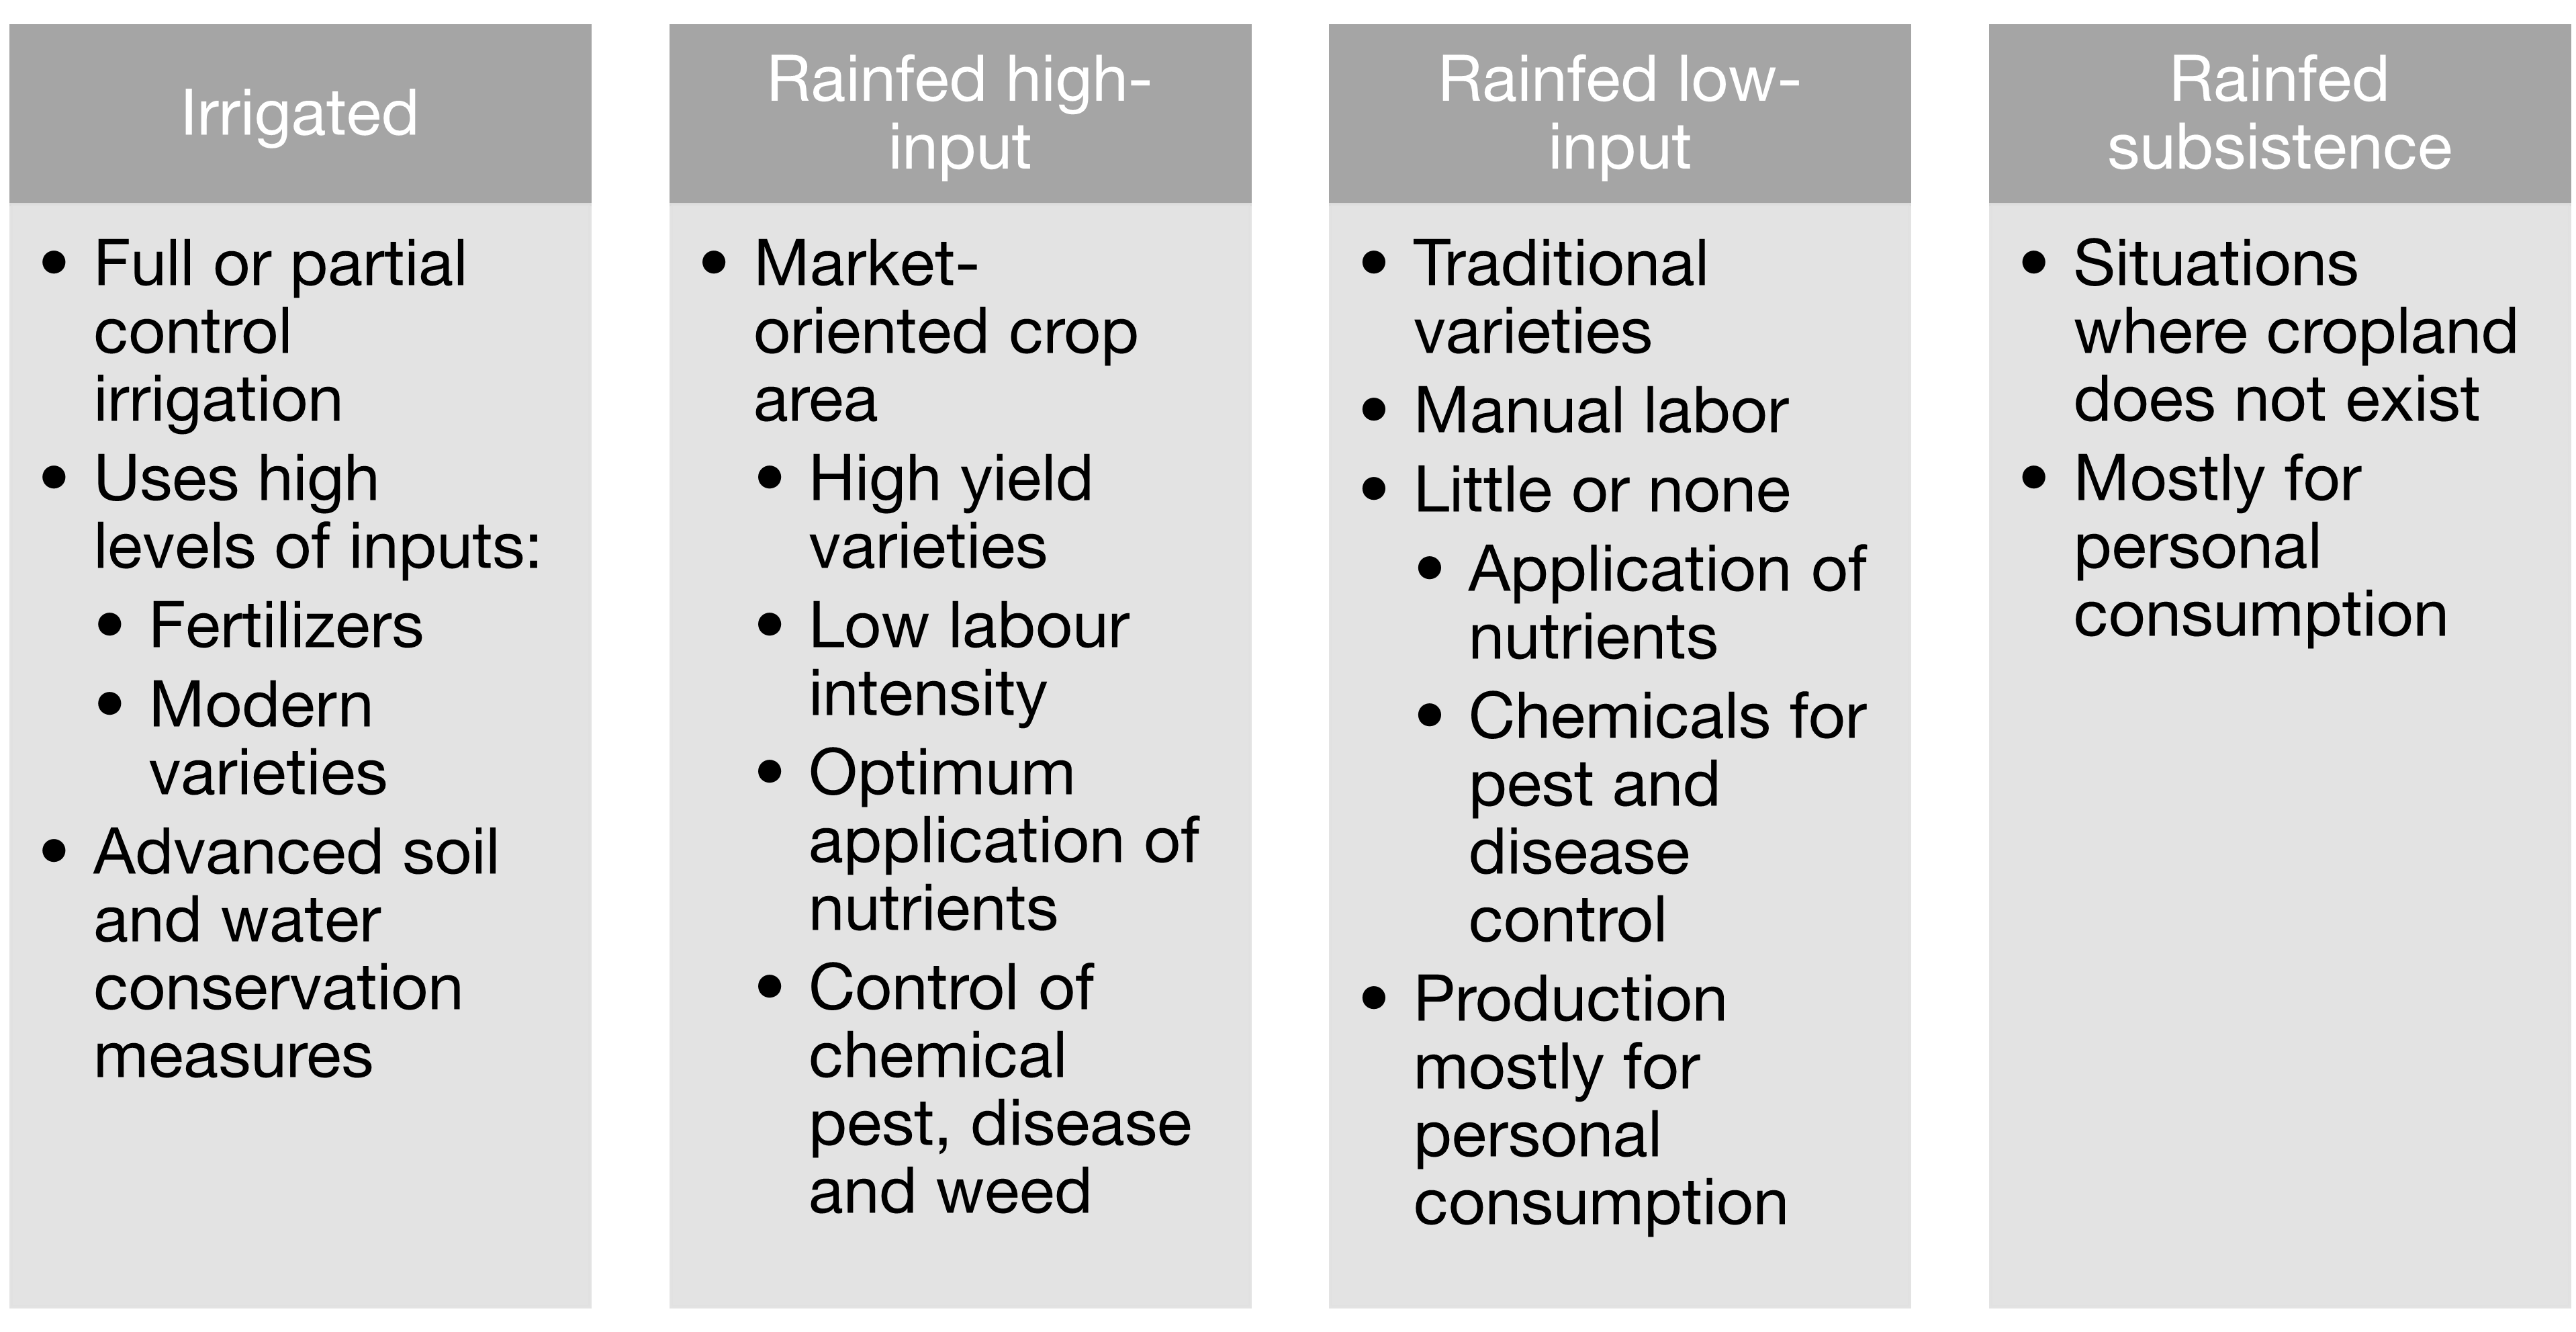 Irrigated
• Full or partial
control
irrigation
• Uses high
levels of inputs:
• Fertilizers
• Modern
varieties
• Advanced soil
and water
conservation
measures
Rainfed high-
input
• Market-
oriented crop
area
• High yield
varieties
• Low labour
intensity
• Optimum
application of
nutrients
• Control of
chemical
pest, disease
and weed
Rainfed low-
input
• Traditional
varieties
• Manual labor
• Little or none
• Application of
nutrients
• Chemicals for
pest and
disease
control
• Production
mostly for
personal
consumption
Rainfed
subsistence
• Situations
where cropland
does not exist
• Mostly for
personal
consumption